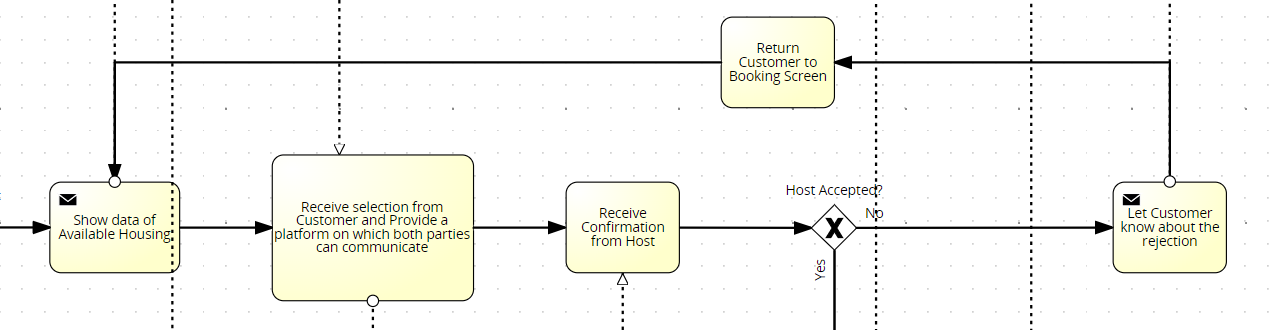 Return
Customer to
Booking Screen
Show data of
Available Housing
Receive selection from
Customer and Provide a
platform on which both parties
can communicate
Receive
Confirmation
from Host
Host Accepted?
No
Yes
Let Customer
know about the
rejection